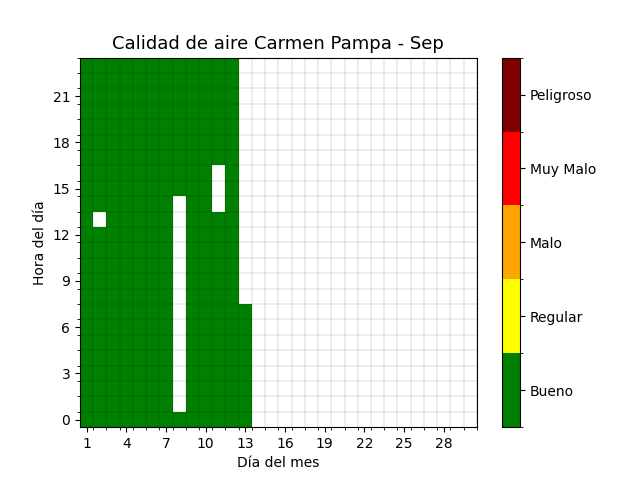 Calidad de aire Carmen Pampa - Sep
21
18
15
12
9
6
3
0
Hora del día
1 4 7 10 13 16 19 22 25 28
Día del mes
Peligroso
Muy Malo
Malo
Regular
Bueno